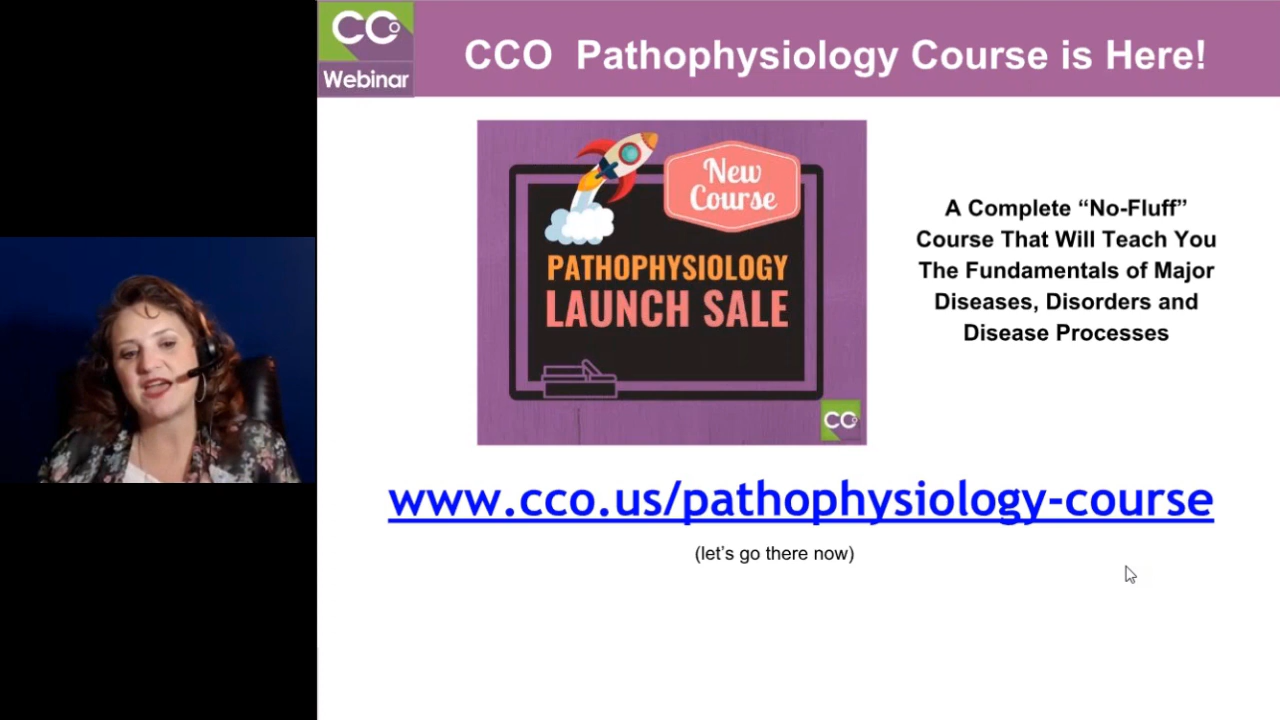 CCO
Webinar
CCO Pathophysiology Course is Here!
New
Course
PATHOPHYSIOLOGY
LAUNCH SALE
CCO
A Complete “No-Fluff”
Course That Will Teach You
The Fundamentals of Major
Diseases, Disorders and
Disease Processes
www.cco.us/pathophysiology-course
(let’s go there now)